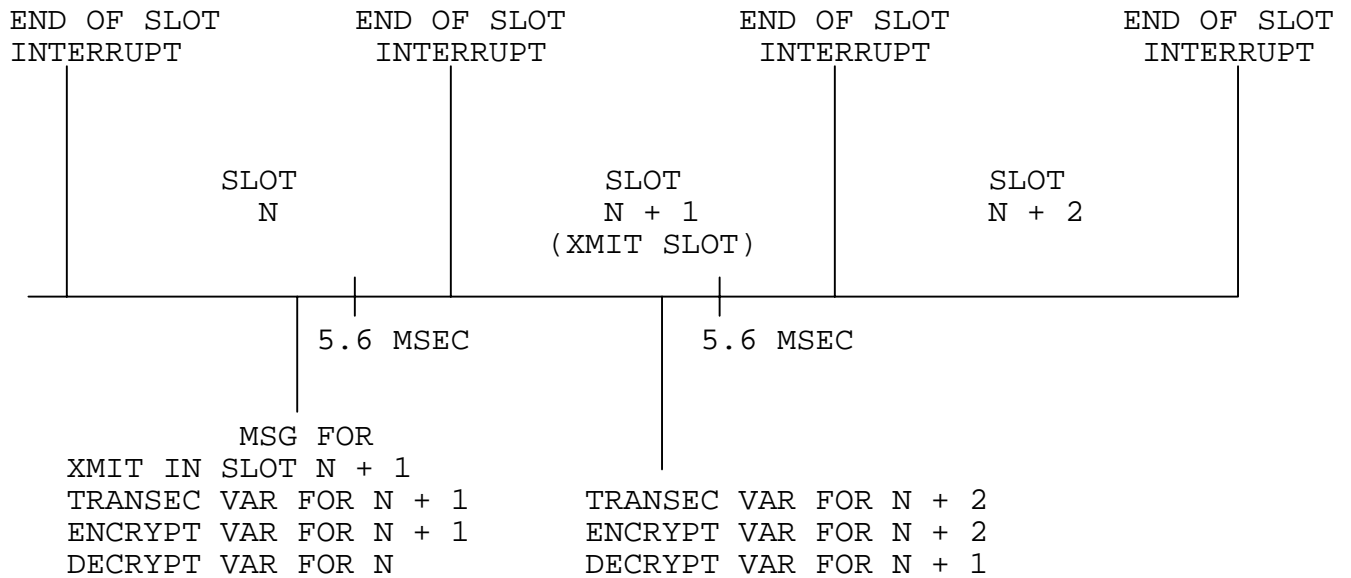 END OF SLOT INTERRUPT
END OF SLOT INTERRUPT
END OF SLOT INTERRUPT
END OF SLOT INTERRUPT
SLOT
N
SLOT
N + 1
(XMIT SLOT)
SLOT
N + 2
5.6 MSEC
5.6 MSEC
MSG FOR
XMIT IN SLOT N + 1
TRANSEC VAR FOR N + 1
ENCRYPT VAR FOR N + 1
DECRYPT VAR FOR N
TRANSEC VAR FOR N + 2
ENCRYPT VAR FOR N + 2
DECRYPT VAR FOR N + 1